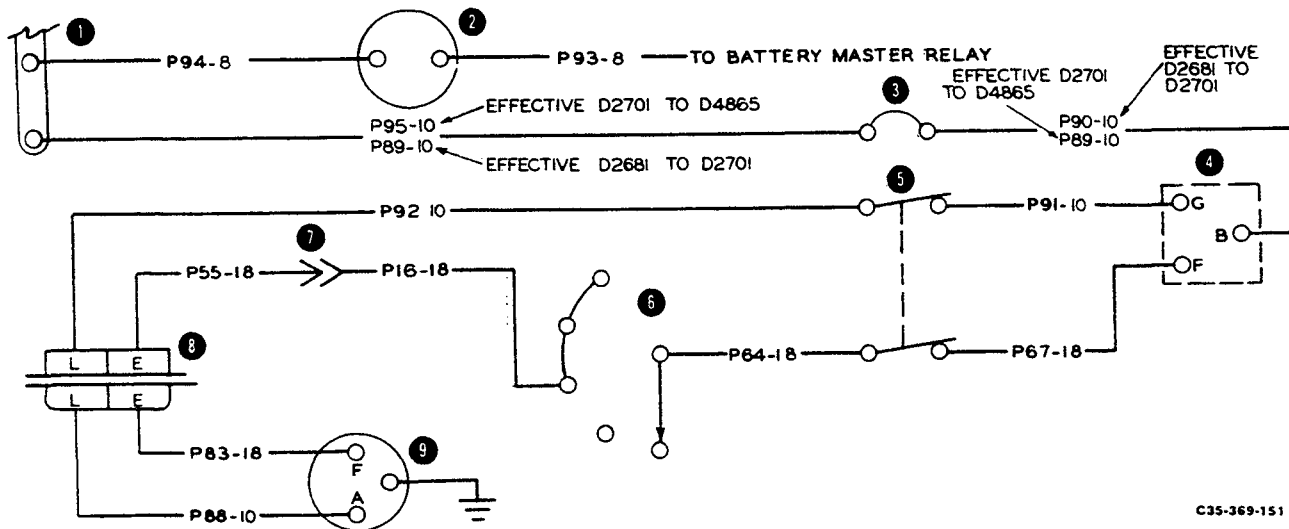 1
2
P94-8
P93-8
TO BATTERY MASTER RELAY
EFFECTIVE
D2681 TO
D2701
EFFECTIVE D2701
TO D4865
3
EFFECTIVE D2701 TO D4865
P95-10
P89-10
EFFECTIVE D2681 TO D2701
P90-10
P89-10
4
5
P92 10
P91-10
G
B
F
7
P55-18
P16-18
6
8
L E
L E
P64-18
P67-18
P83-18
F
9
A
P88-10
C35-369-151